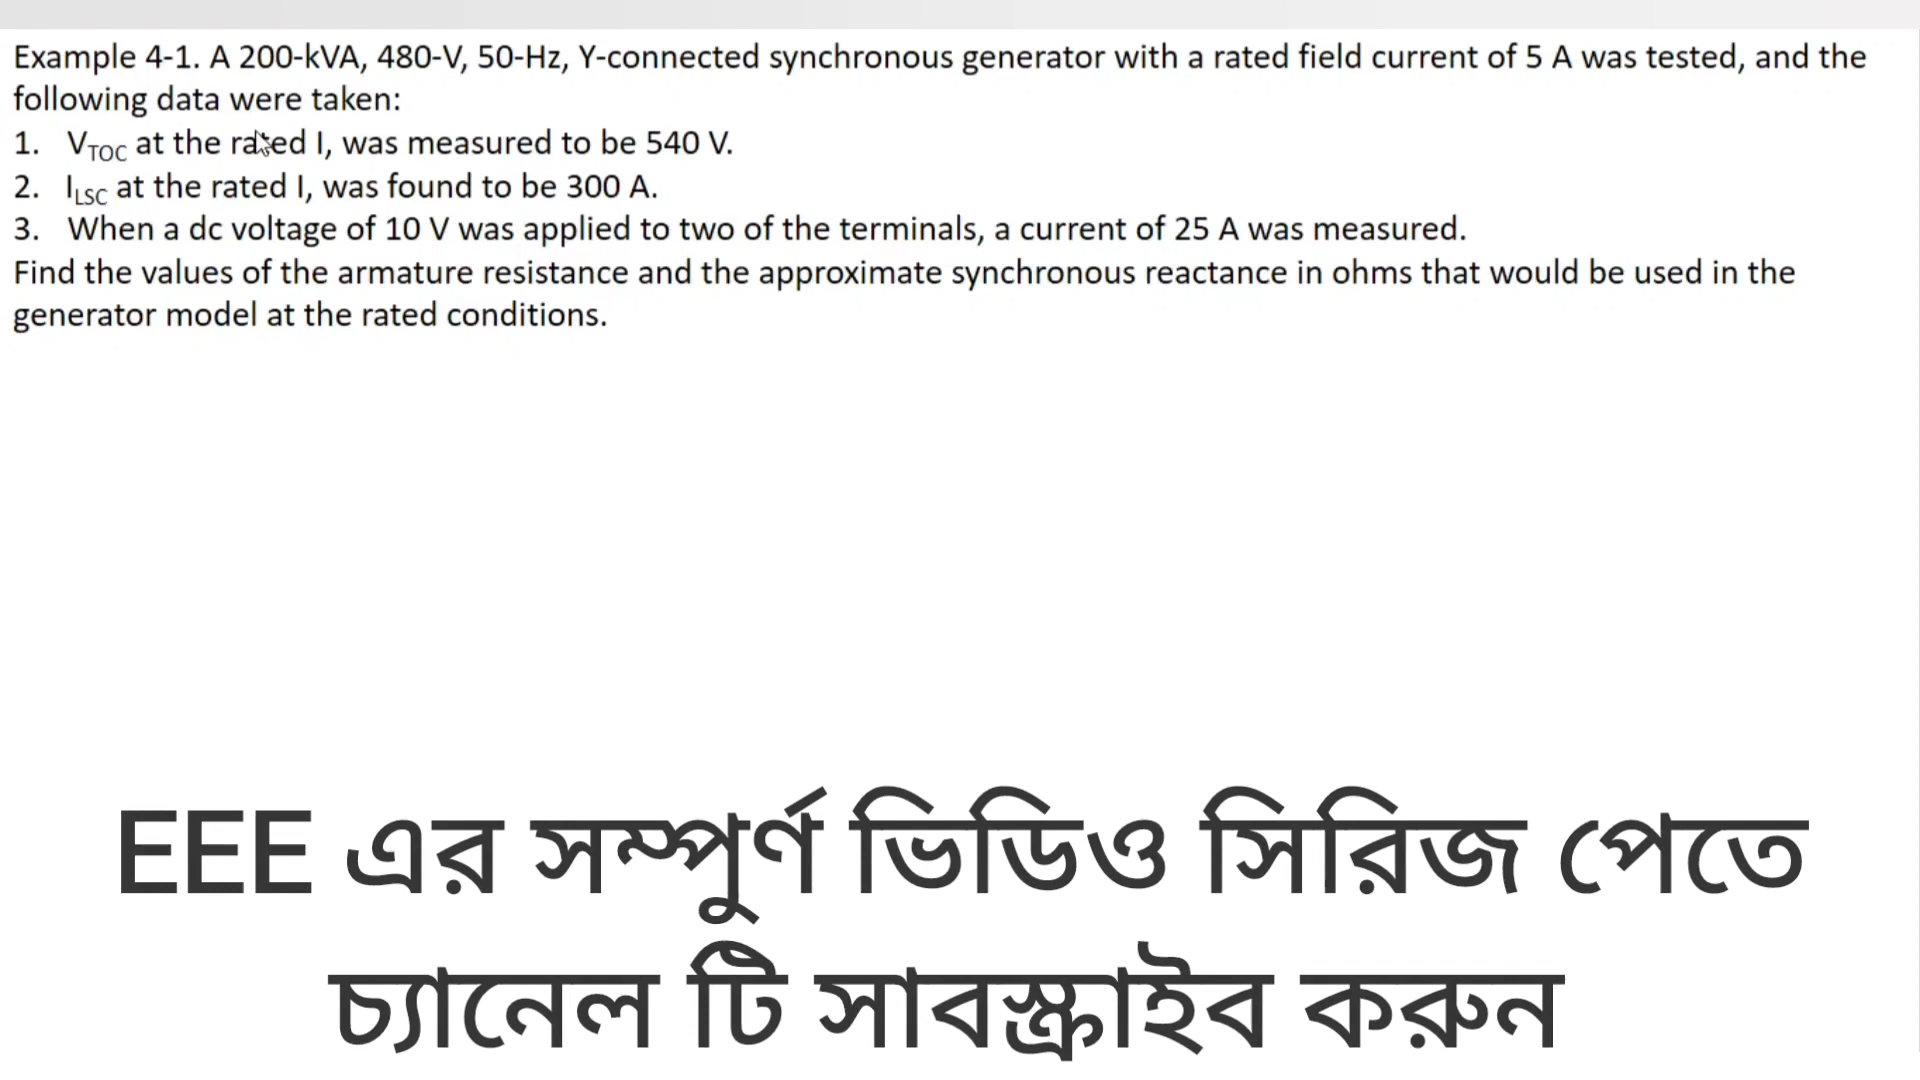 Example 4-1. A 200-kVA, 480-V, 50-Hz, Y-connected synchronous generator with a rated field current of 5 A was tested, and the
following data were taken:
1. V_TOC at the rated I, was measured to be 540 V.
2. I_LSC at the rated I, was found to be 300 A.
3. When a dc voltage of 10 V was applied to two of the terminals, a current of 25 A was measured.
Find the values of the armature resistance and the approximate synchronous reactance in ohms that would be used in the
generator model at the rated conditions.
EEE এর সম্পুর্ণ ভিডিও সিরিজ পেতে
চ্যানেল টি সাবস্ক্রাইব করুন